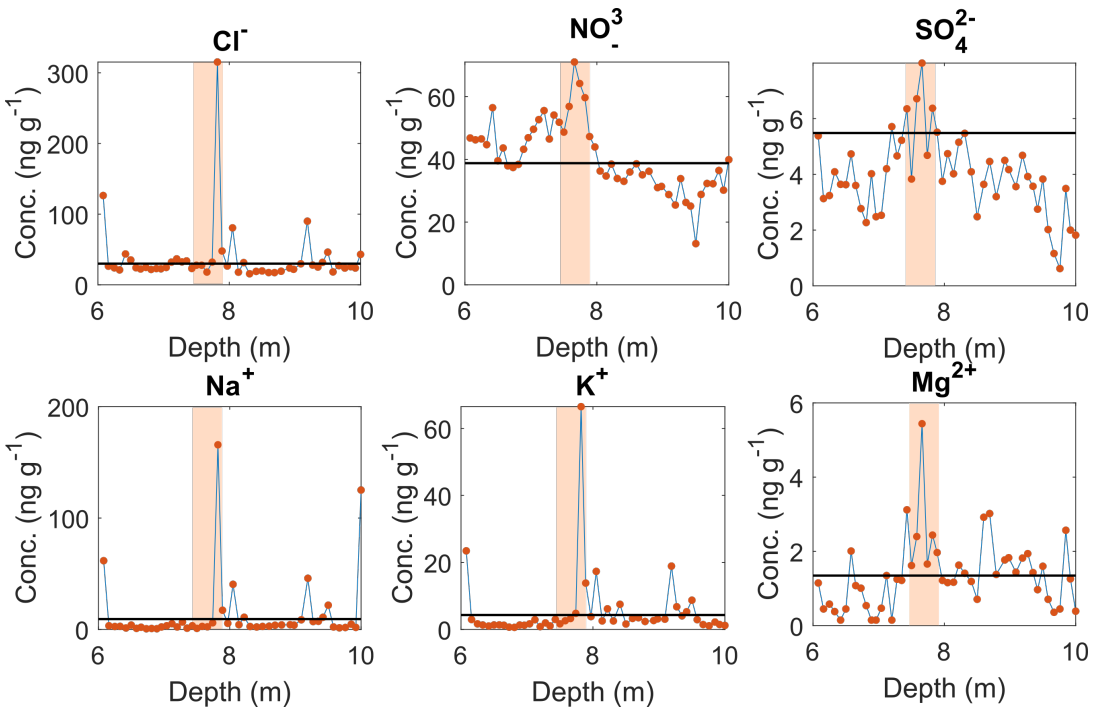 Cl⁻
NO³₋
SO₄²⁻
Conc. (ng g⁻¹)
300
200
100
0
6
8
10
Depth (m)
Conc. (ng g⁻¹)
60
40
20
0
6
8
10
Depth (m)
Conc. (ng g⁻¹)
8
6
4
2
0
6
8
10
Depth (m)
Na⁺
K⁺
Mg²⁺
Conc. (ng g⁻¹)
200
100
0
6
8
10
Depth (m)
Conc. (ng g⁻¹)
60
40
20
0
6
8
10
Depth (m)
Conc. (ng g⁻¹)
6
4
2
0
6
8
10
Depth (m)